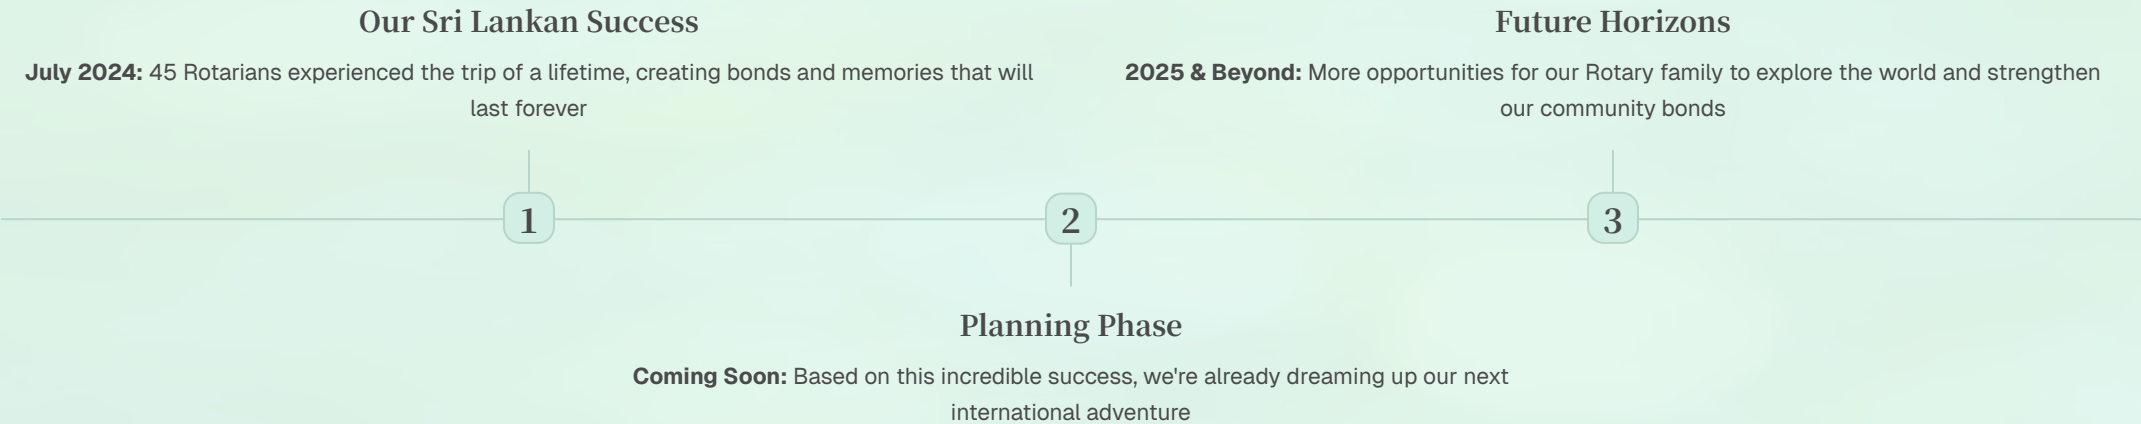 Our Sri Lankan Success
July 2024: 45 Rotarians experienced the trip of a lifetime, creating bonds and memories that will
last forever
1
2
Planning Phase
Coming Soon: Based on this incredible success, we're already dreaming up our next
international adventure
Future Horizons
2025 & Beyond: More opportunities for our Rotary family to explore the world and strengthen
our community bonds
3